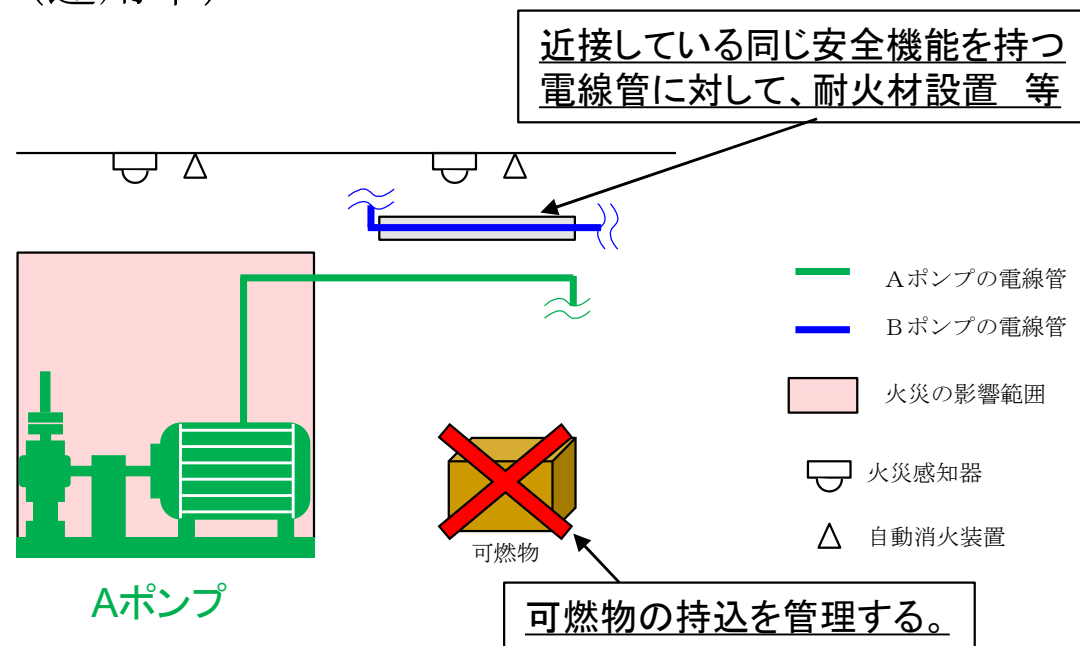 近接している同じ安全機能を持つ
電線管に対して、耐火材設置　等
Aポンプの電線管
Bポンプの電線管
火災の影響範囲
火災感知器
自動消火装置
可燃物
Aポンプ
可燃物の持込を管理する。